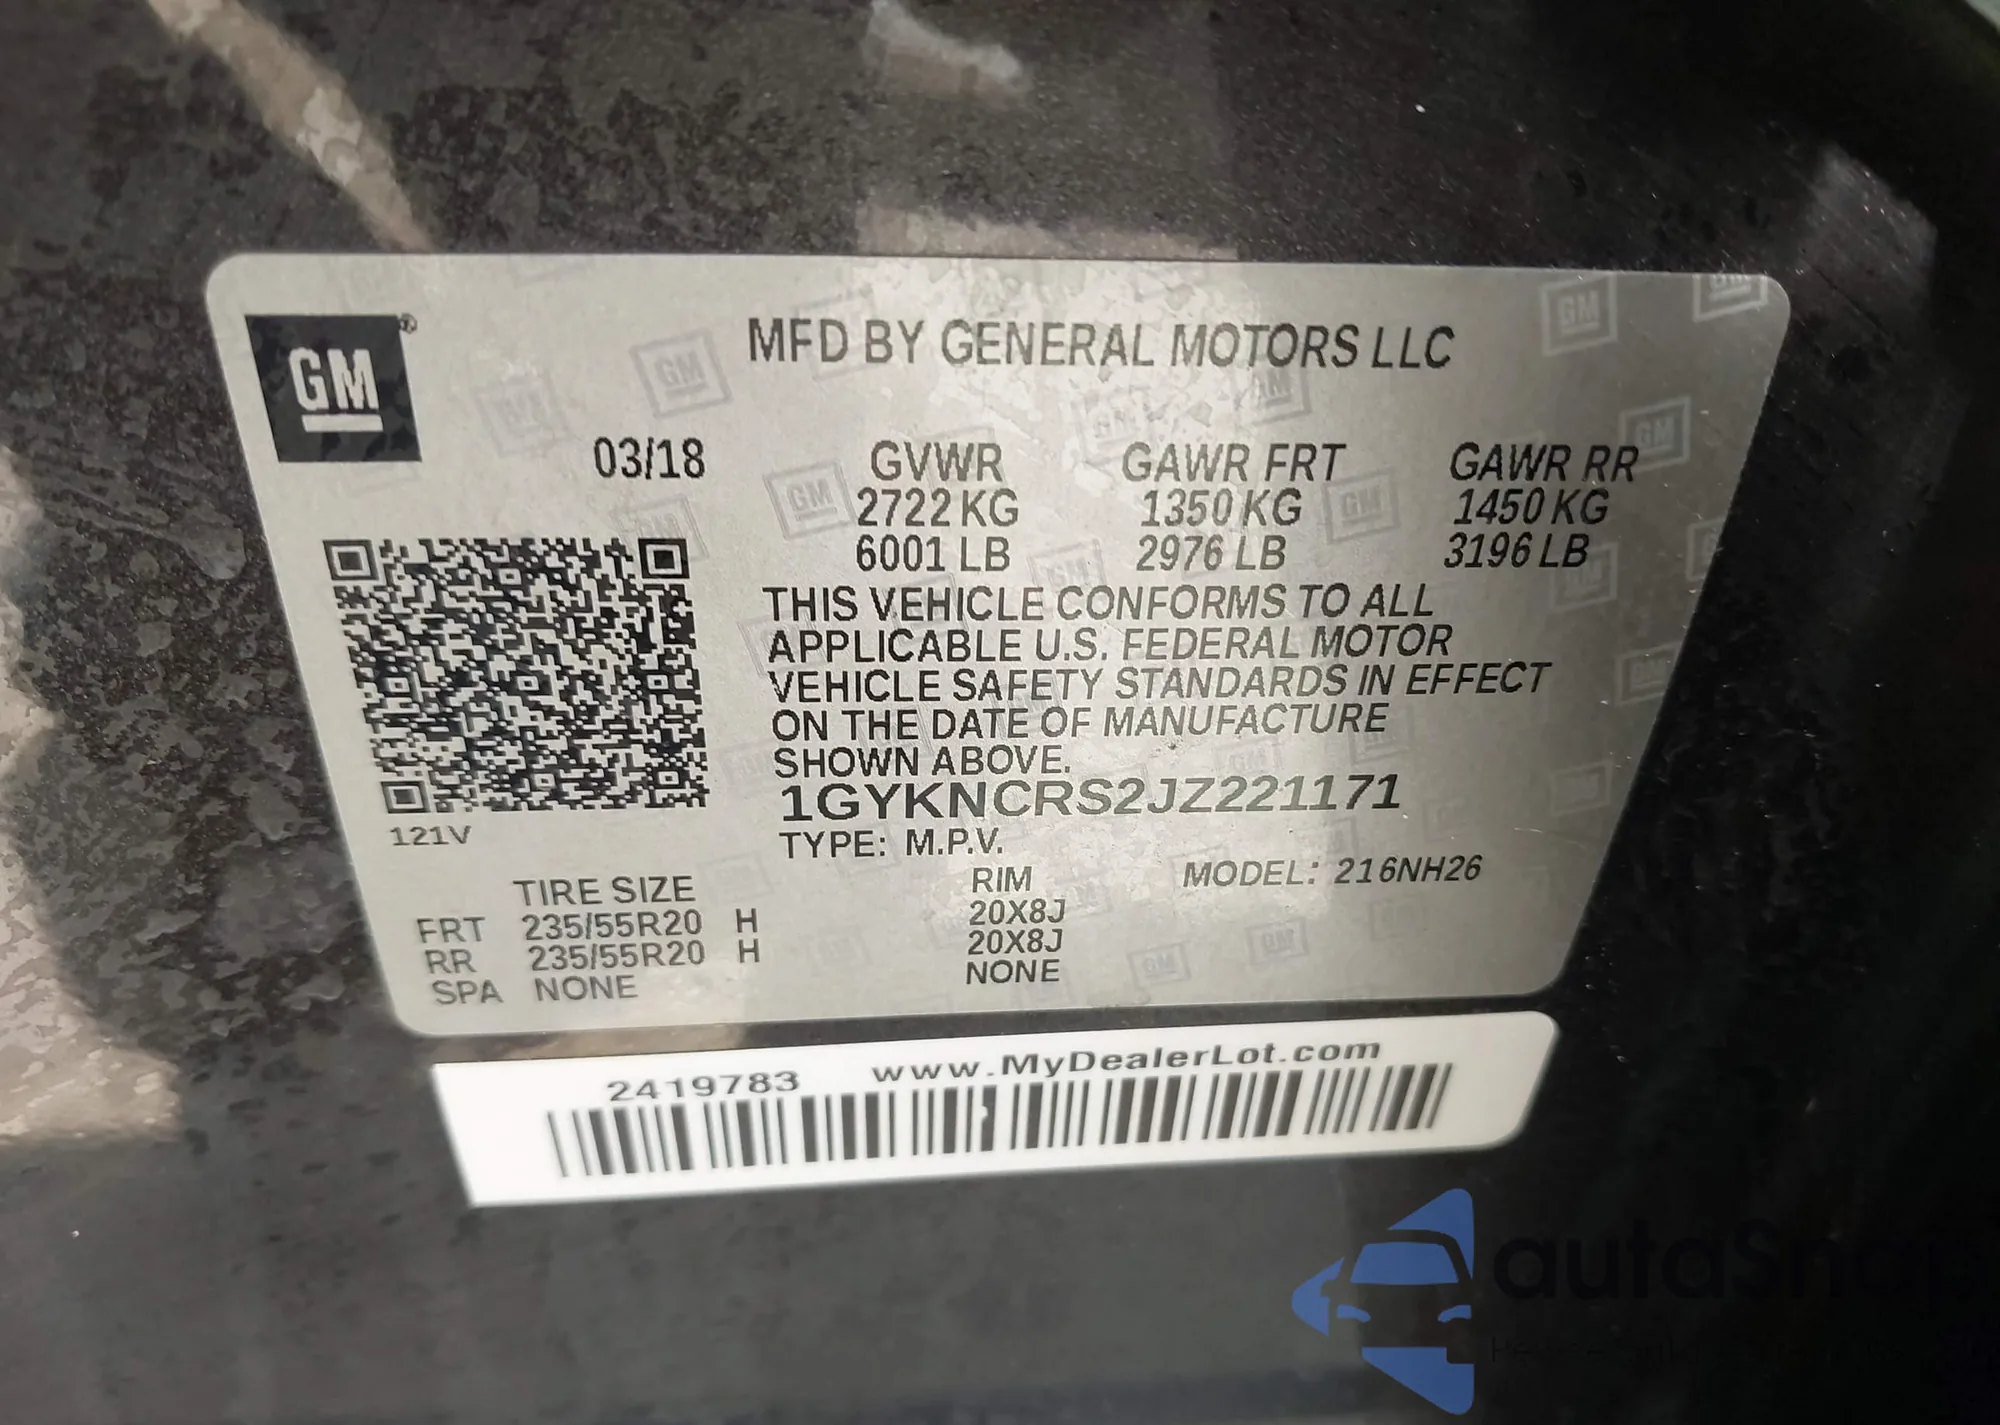 GM
MFD BY GENERAL MOTORS LLC
03/18 GVWR GAWR FRT GAWR RR
2722 KG 1350 KG 1450 KG
6001 LB 2976 LB 3196 LB
THIS VEHICLE CONFORMS TO ALL
APPLICABLE U.S. FEDERAL MOTOR
VEHICLE SAFETY STANDARDS IN EFFECT
ON THE DATE OF MANUFACTURE
SHOWN ABOVE.
1GYKNCRS2JZ221171
121V
TYPE: M.P.V.
MODEL: 216NH26
TIRE SIZE RIM
FRT 235/55R20 H 20X8J
RR 235/55R20 H 20X8J
SPA NONE NONE
2419783 www.MyDealerLot.com
autaShop